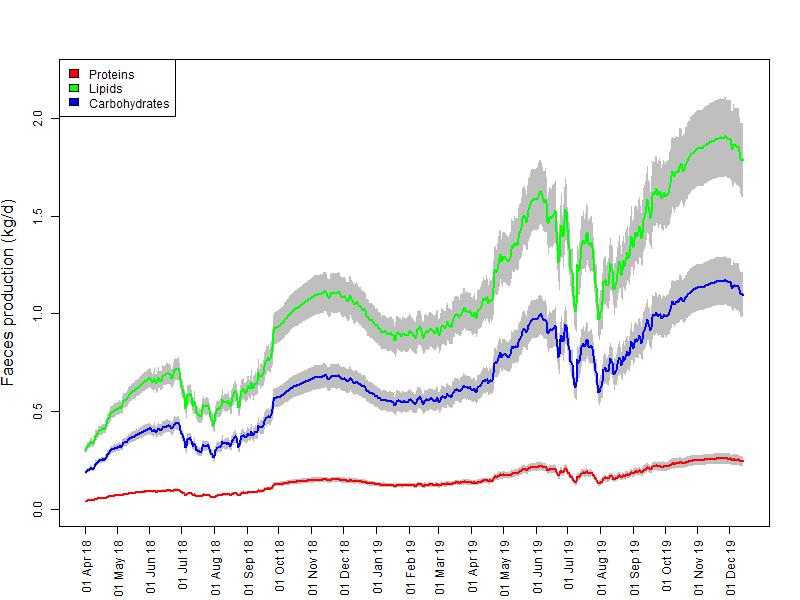 Proteins
Lipids
Carbohydrates
Faeces production (kg/d)
2.0
1.5
1.0
0.5
0.0
01 Apr 18
01 May 18
01 Jun 18
01 Jul 18
01 Aug 18
01 Sep 18
01 Oct 18
01 Nov 18
01 Dec 18
01 Jan 19
01 Feb 19
01 Mar 19
01 Apr 19
01 May 19
01 Jun 19
01 Jul 19
01 Aug 19
01 Sep 19
01 Oct 19
01 Nov 19
01 Dec 19